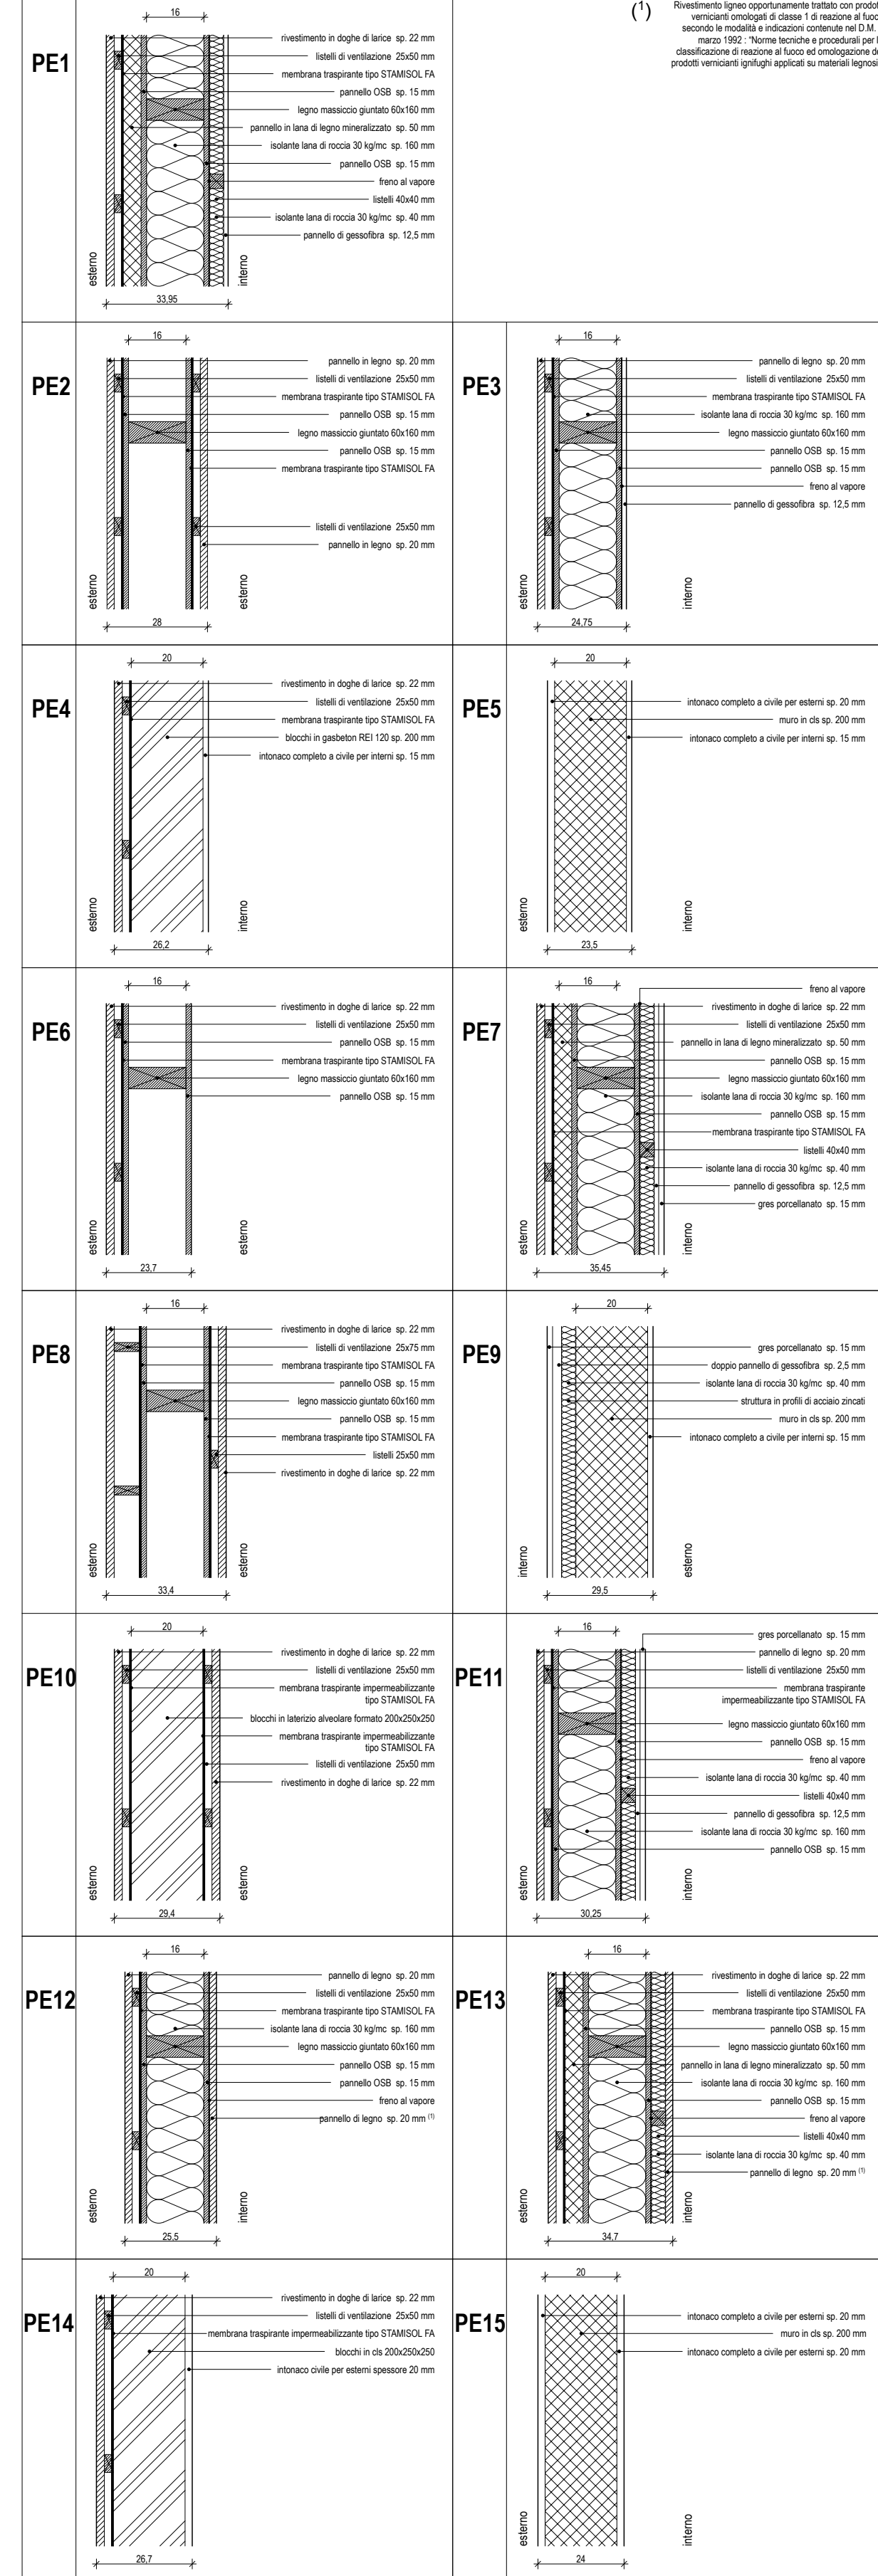 PE1
16
rivestimento in doghe di larice sp. 22 mm
listelli di ventilazione 25x50 mm
membrana traspirante tipo STAMISOL FA
pannello OSB sp. 15 mm
legno massiccio giuntato 60x160 mm
pannello in lana di legno mineralizzato sp. 50 mm
isolante lana di roccia 30 kg/mc sp. 160 mm
pannello OSB sp. 15 mm
freno al vapore
listelli 40x40 mm
isolante lana di roccia 30 kg/mc sp. 40 mm
pannello di gessofibra sp. 12,5 mm
esterno
interno
33,95
(1)
Rivestimento ligneo opportunamente trattato con
vernicianti omologati di classe 1 di reazione al
secondo le modalità e indicazioni contenute nel D.M.
marzo 1992 : "Norme tecniche e procedurali per
classificazione di reazione al fuoco ed omologazione
prodotti vernicianti ignifughi applicati su materiali
PE2
16
pannello in legno sp. 20 mm
listelli di ventilazione 25x50 mm
membrana traspirante tipo STAMISOL FA
pannello OSB sp. 15 mm
legno massiccio giuntato 60x160 mm
pannello OSB sp. 15 mm
membrana traspirante tipo STAMISOL FA
listelli di ventilazione 25x50 mm
pannello in legno sp. 20 mm
esterno
esterno
28
PE3
16
pannello di legno sp. 20 mm
listelli di ventilazione 25x50 mm
membrana traspirante tipo STAMISOL FA
isolante lana di roccia 30 kg/mc sp. 160 mm
legno massiccio giuntato 60x160 mm
pannello OSB sp. 15 mm
pannello OSB sp. 15 mm
freno al vapore
pannello di gessofibra sp. 12,5 mm
esterno
interno
24,75
PE4
20
rivestimento in doghe di larice sp. 22 mm
listelli di ventilazione 25x50 mm
membrana traspirante tipo STAMISOL FA
blocchi in gasbeton REI 120 sp. 200 mm
intonaco completo a civile per interni sp. 15 mm
esterno
interno
26,2
PE5
20
intonaco completo a civile per esterni sp. 20 mm
muro in cls sp. 200 mm
intonaco completo a civile per interni sp. 15 mm
esterno
interno
23,5
PE6
16
rivestimento in doghe di larice sp. 22 mm
listelli di ventilazione 25x50 mm
pannello OSB sp. 15 mm
membrana traspirante tipo STAMISOL FA
legno massiccio giuntato 60x160 mm
pannello OSB sp. 15 mm
esterno
esterno
23,7
PE7
16
freno al vapore
rivestimento in doghe di larice sp. 22 mm
listelli di ventilazione 25x50 mm
pannello in lana di legno mineralizzato sp. 50 mm
pannello OSB sp. 15 mm
legno massiccio giuntato 60x160 mm
isolante lana di roccia 30 kg/mc sp. 160 mm
pannello OSB sp. 15 mm
membrana traspirante tipo STAMISOL FA
listelli 40x40 mm
isolante lana di roccia 30 kg/mc sp. 40 mm
pannello di gessofibra sp. 12,5 mm
gres porcellanato sp. 15 mm
esterno
interno
35,45
PE8
16
rivestimento in doghe di larice sp. 22 mm
listelli di ventilazione 25x75 mm
membrana traspirante tipo STAMISOL FA
pannello OSB sp. 15 mm
legno massiccio giuntato 60x160 mm
pannello OSB sp. 15 mm
membrana traspirante tipo STAMISOL FA
listelli 25x50 mm
rivestimento in doghe di larice sp. 22 mm
esterno
esterno
33,4
PE9
20
gres porcellanato sp. 15 mm
doppio pannello di gessofibra sp. 2,5 mm
isolante lana di roccia 30 kg/mc sp. 40 mm
struttura in profili di acciaio zincati
muro in cls sp. 200 mm
intonaco completo a civile per interni sp. 15 mm
interno
esterno
29,5
PE10
20
rivestimento in doghe di larice sp. 22 mm
listelli di ventilazione 25x50 mm
membrana traspirante impermeabilizzante
tipo STAMISOL FA
blocchi in laterizio alveolare formato 200x250x250
membrana traspirante impermeabilizzante
tipo STAMISOL FA
listelli di ventilazione 25x50 mm
rivestimento in doghe di larice sp. 22 mm
esterno
esterno
29,4
PE11
16
gres porcellanato sp. 15 mm
pannello di legno sp. 20 mm
listelli di ventilazione 25x50 mm
membrana traspirante
impermeabilizzante tipo STAMISOL FA
legno massiccio giuntato 60x160 mm
pannello OSB sp. 15 mm
freno al vapore
isolante lana di roccia 30 kg/mc sp. 40 mm
listelli 40x40 mm
pannello di gessofibra sp. 12,5 mm
isolante lana di roccia 30 kg/mc sp. 160 mm
pannello OSB sp. 15 mm
esterno
interno
30,25
PE12
16
pannello di legno sp. 20 mm
listelli di ventilazione 25x50 mm
membrana traspirante tipo STAMISOL FA
isolante lana di roccia 30 kg/mc sp. 160 mm
legno massiccio giuntato 60x160 mm
pannello OSB sp. 15 mm
pannello OSB sp. 15 mm
freno al vapore
pannello di legno sp. 20 mm (1)
esterno
interno
25,5
PE13
16
rivestimento in doghe di larice sp. 22 mm
listelli di ventilazione 25x50 mm
membrana traspirante tipo STAMISOL FA
pannello OSB sp. 15 mm
legno massiccio giuntato 60x160 mm
pannello in lana di legno mineralizzato sp. 50 mm
isolante lana di roccia 30 kg/mc sp. 160 mm
pannello OSB sp. 15 mm
freno al vapore
listelli 40x40 mm
isolante lana di roccia 30 kg/mc sp. 40 mm
pannello di legno sp. 20 mm (1)
esterno
interno
34,7
PE14
20
rivestimento in doghe di larice sp. 22 mm
listelli di ventilazione 25x50 mm
membrana traspirante impermeabilizzante tipo STAMISOL FA
blocchi in cls 200x250x250
intonaco civile per esterni spessore 20 mm
26,7
PE15
20
intonaco completo a civile per esterni sp. 20 mm
muro in cls sp. 200 mm
intonaco completo a civile per esterni sp. 20 mm
esterno
interno
24